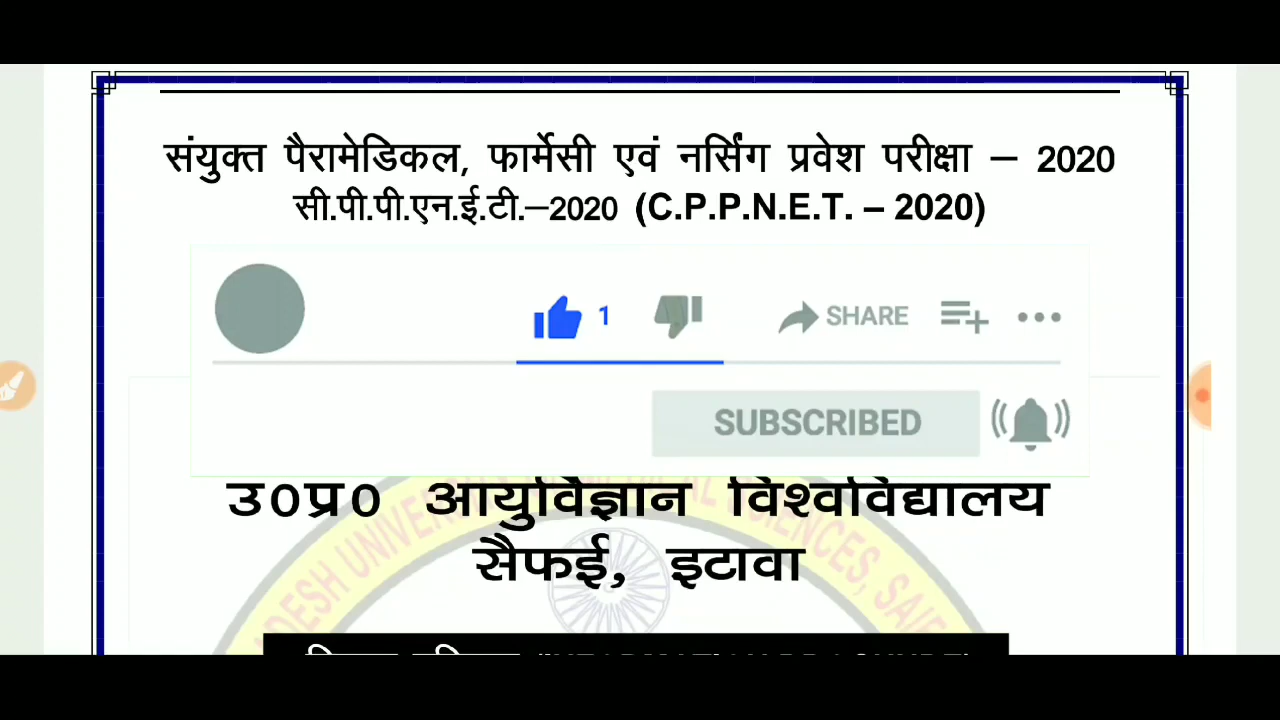 संयुक्त पैरामेडिकल, फार्मेसी एवं नर्सिंग प्रवेश परीक्षा – 2020
सी.पी.पी.एन.ई.टी.–2020 (C.P.P.N.E.T. – 2020)
1 SHARE
SUBSCRIBED
उ0प्र0 आयुर्विज्ञान विश्वविद्यालय
सैफई, इटावा